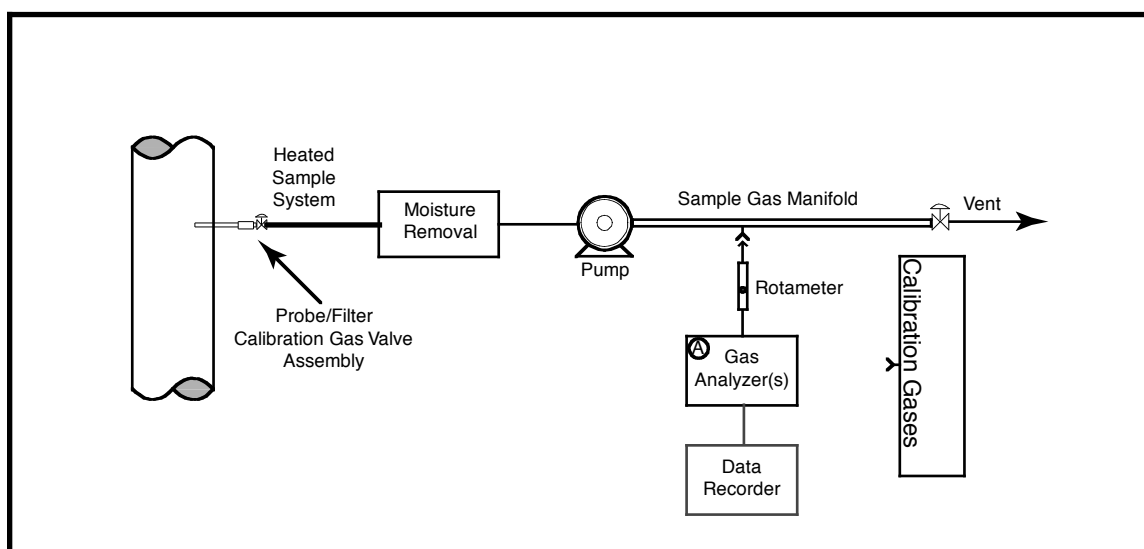 Heated
Sample
System
Moisture
Removal
Sample Gas Manifold
Vent
Pump
Rotameter
Probe/Filter
Calibration Gas Valve
Assembly
A
Gas
Analyzer(s)
Calibration Gases
Data
Recorder